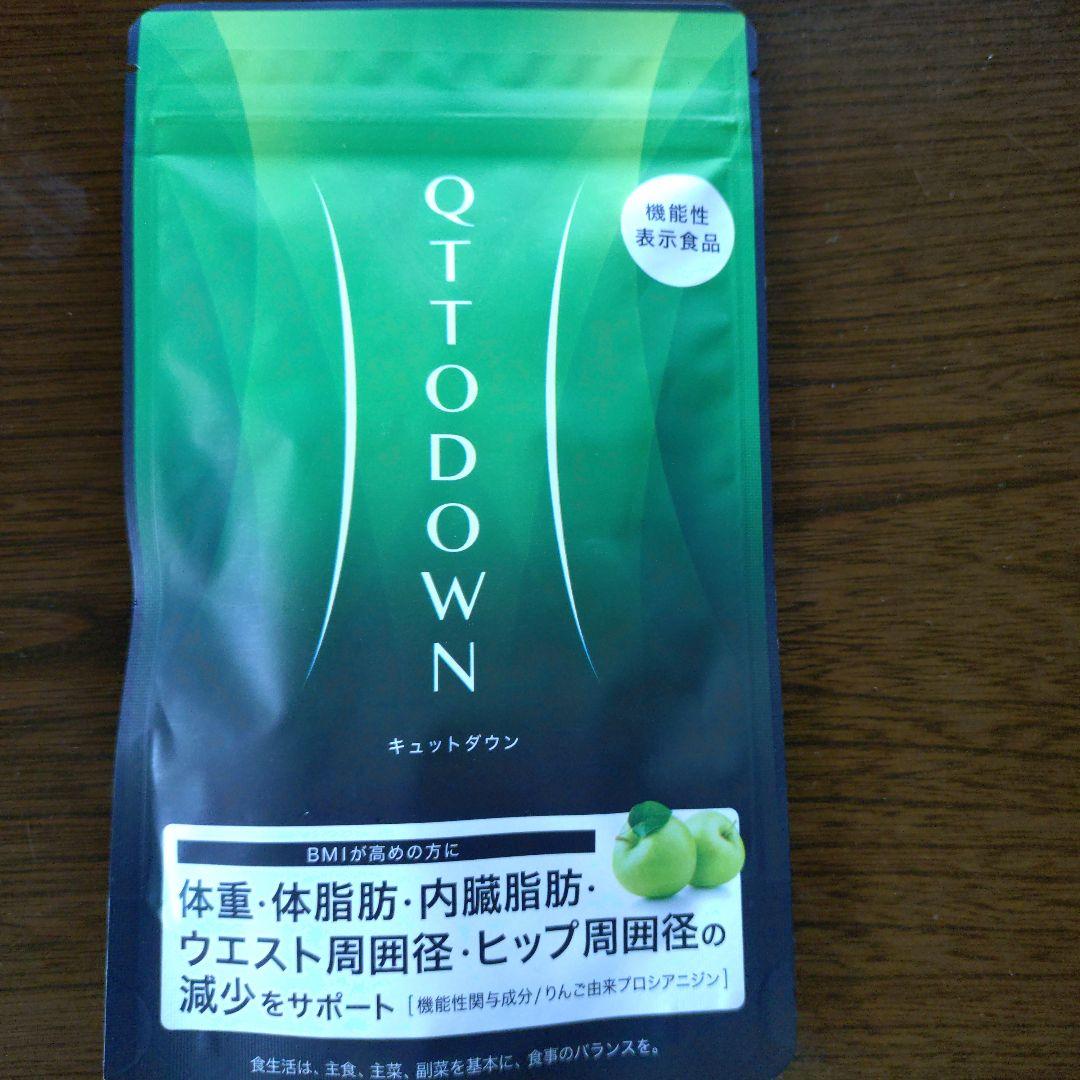 QTTODOWN
機能性
表示食品
キュットダウン
BMIが高めの方に
体重・体脂肪・内臓脂肪・
ウエスト周囲径・ヒップ周囲径の
減少をサポート [機能性関与成分/りんご由来プロシアニジン]
食生活は、主食、主菜、副菜を基本に、食事のバランスを。